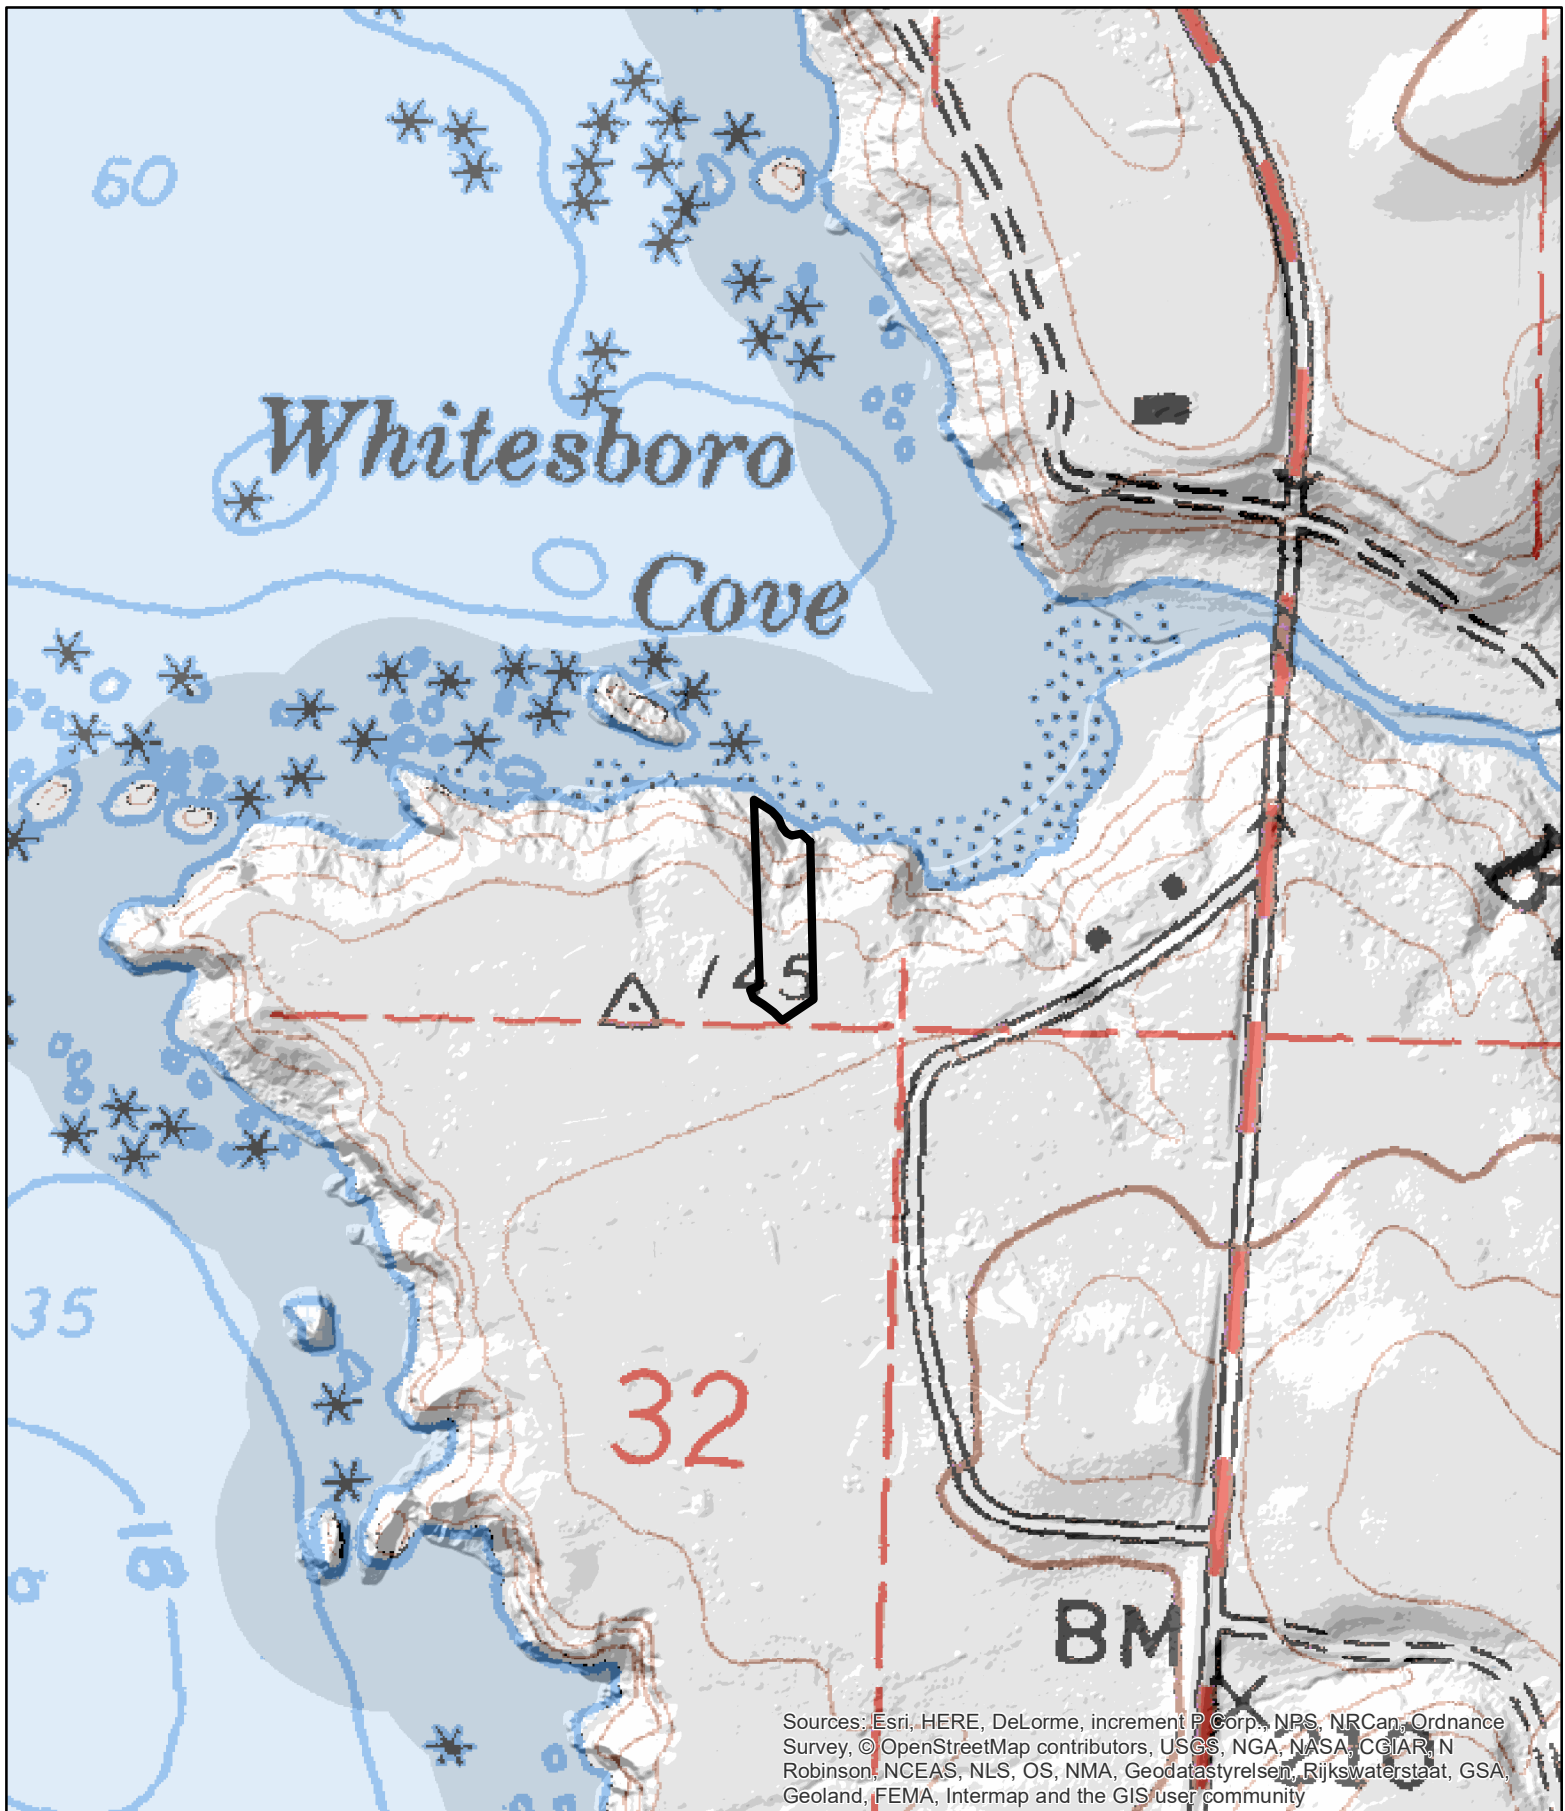 60
Whitesboro
Cove
145
35
32
18
BM
210
Sources: Esri, HERE, DeLorme, increment P Corp., NPS, NRCan, Ordnance
Survey, © OpenStreetMap contributors, USGS, NGA, NASA, CGIAR, N
Robinson, NCEAS, NLS, OS, NMA, Geodatastyrelsen, Rijkswaterstaat, GSA,
Geoland, FEMA, Intermap and the GIS user community